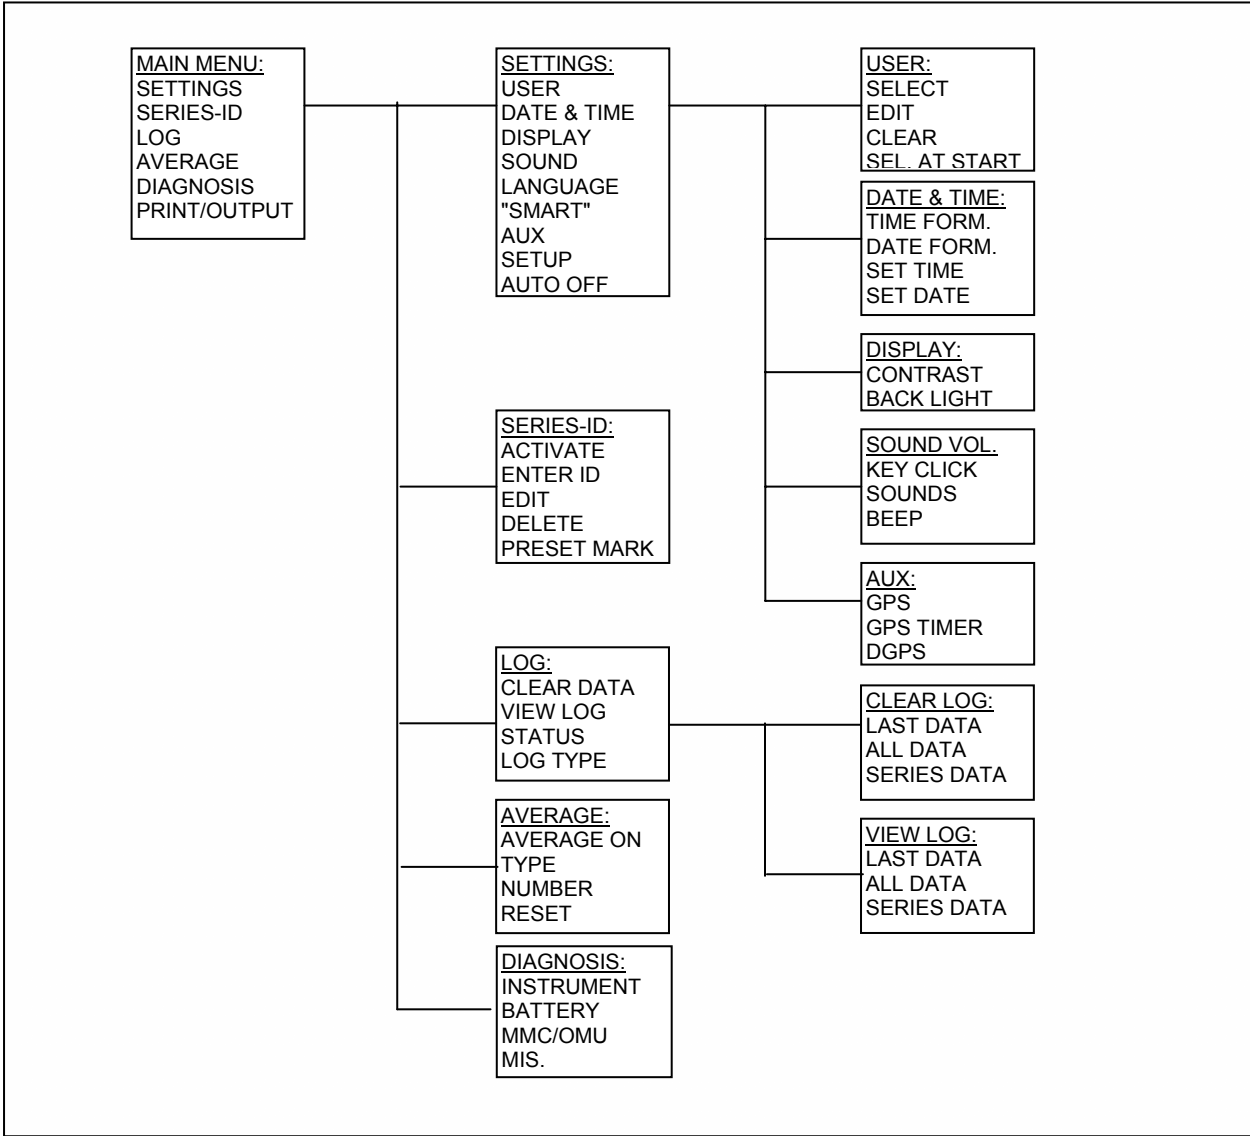 MAIN MENU:
SETTINGS
SERIES-ID
LOG
AVERAGE
DIAGNOSIS
PRINT/OUTPUT
SETTINGS:
USER
DATE & TIME
DISPLAY
SOUND
LANGUAGE
"SMART"
AUX
SETUP
AUTO OFF
SERIES-ID:
ACTIVATE
ENTER ID
EDIT
DELETE
PRESET MARK
LOG:
CLEAR DATA
VIEW LOG
STATUS
LOG TYPE
AVERAGE:
AVERAGE ON
TYPE
NUMBER
RESET
DIAGNOSIS:
INSTRUMENT
BATTERY
MMC/OMU
MIS.
USER:
SELECT
EDIT
CLEAR
SEL. AT START
DATE & TIME:
TIME FORM.
DATE FORM.
SET TIME
SET DATE
DISPLAY:
CONTRAST
BACK LIGHT
SOUND VOL.
KEY CLICK
SOUNDS
BEEP
AUX:
GPS
GPS TIMER
DGPS
CLEAR LOG:
LAST DATA
ALL DATA
SERIES DATA
VIEW LOG:
LAST DATA
ALL DATA
SERIES DATA